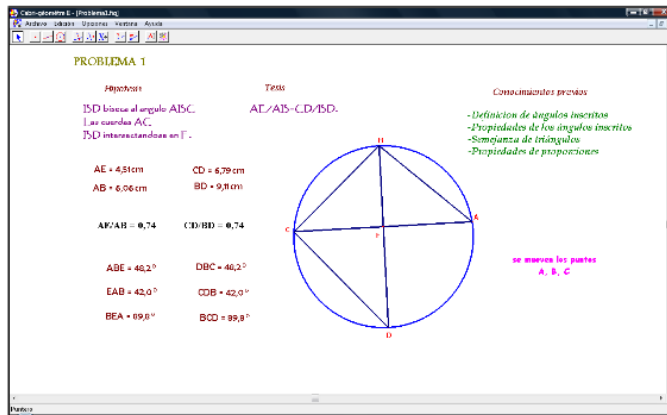 Cabri-géomètre II - [Problema1.fig]
Archivo Edición Opciones Ventana Ayuda
PROBLEMA 1
Hipótesis
Tesis
Conocimientos previos
BD biseca al angulo ABC.
AE/AB=CD/BD.
Las cuerdas AC
BD intersectandose en E.
-Definicion de ángulos inscritos
-Propiedades de los ángulos inscritos
-Semejanza de triángulos
-Propiedades de proporciones
AE = 4,51 cm
CD = 6,79 cm
AB = 6,06 cm
BD = 9,11 cm
AE/AB = 0,74
CD/BD = 0,74
ABE = 48,2°
DBC = 48,2°
EAB = 42,0°
CDB = 42,0°
BEA = 89,8°
BCD = 89,8°
B
A
C
E
D
se mueven los puntos
A, B, C
Puntero